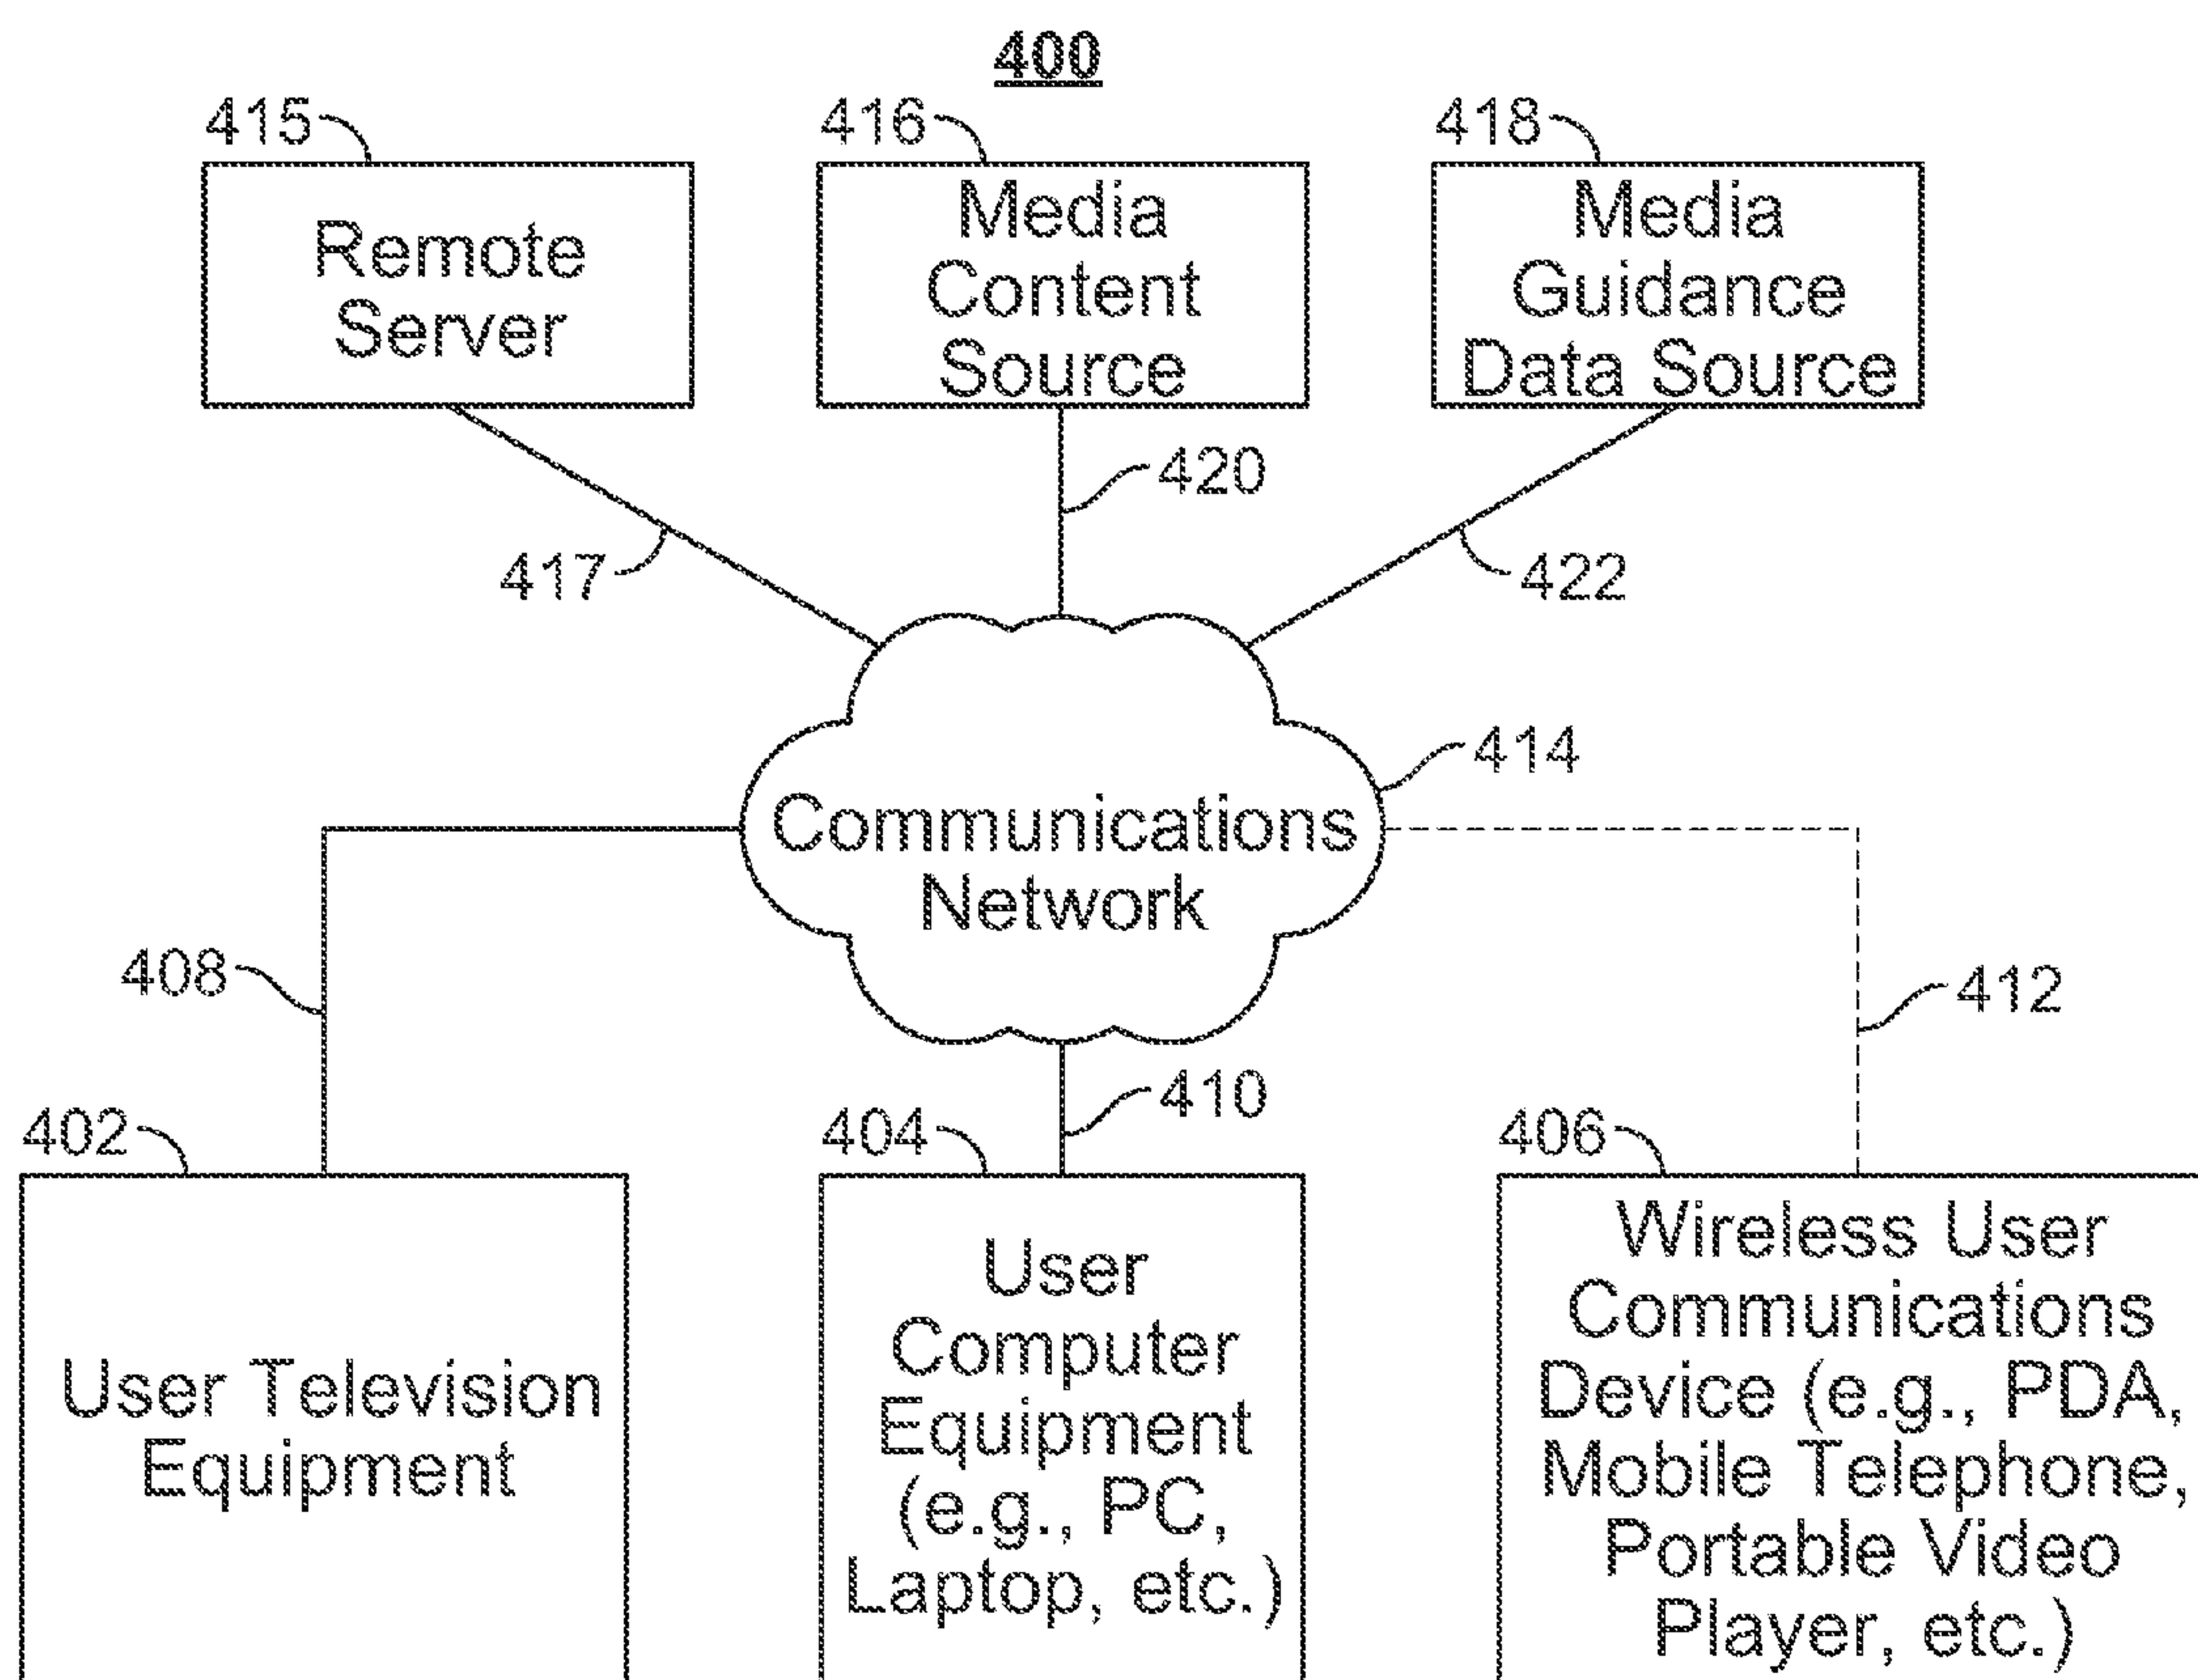 400
415
416
418
Remote
Server
Media
Content
Source
Media
Guidance
Data Source
420
417
422
414
Communications
Network
408
412
410
402
404
406
User Television
Equipment
User
Computer
Equipment
(e.g., PC,
Laptop, etc.)
Wireless User
Communications
Device (e.g., PDA,
Mobile Telephone,
Portable Video
Player, etc.)